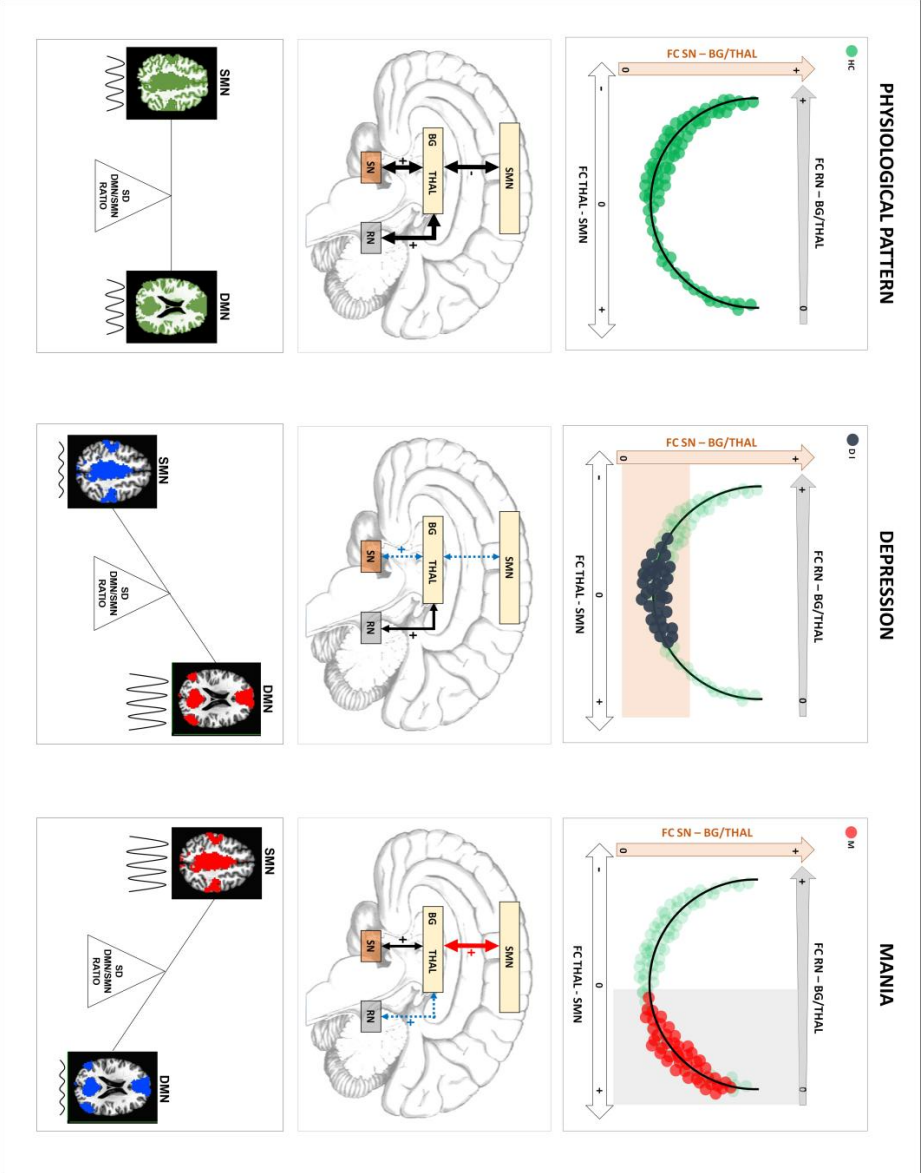 PHYSIOLOGICAL PATTERN
HC
FC RN – BG/THAL
+
0
FC SN – BG/THAL
+
0
-
0
+
FC THAL - SMN
SMN
-
BG
THAL
+
+
SN
RN
SMN
DMN
SD
DMN/SMN
RATIO
DEPRESSION
D I
FC RN – BG/THAL
+
0
FC SN – BG/THAL
+
0
-
0
+
FC THAL - SMN
SMN
BG
THAL
+
+
SN
RN
SMN
DMN
SD
DMN/SMN
RATIO
MANIA
M
FC RN – BG/THAL
+
0
FC SN – BG/THAL
+
0
-
0
+
FC THAL - SMN
SMN
+
BG
THAL
+
+
SN
RN
SMN
DMN
SD
DMN/SMN
RATIO